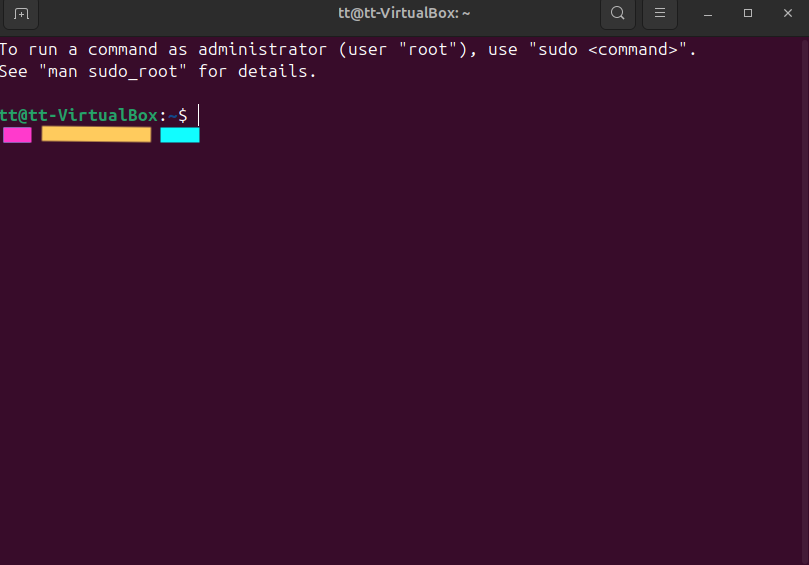 tt@tt-VirtualBox: ~
To run a command as administrator (user "root"), use "sudo <command>".
See "man sudo_root" for details.
tt@tt-VirtualBox:~$